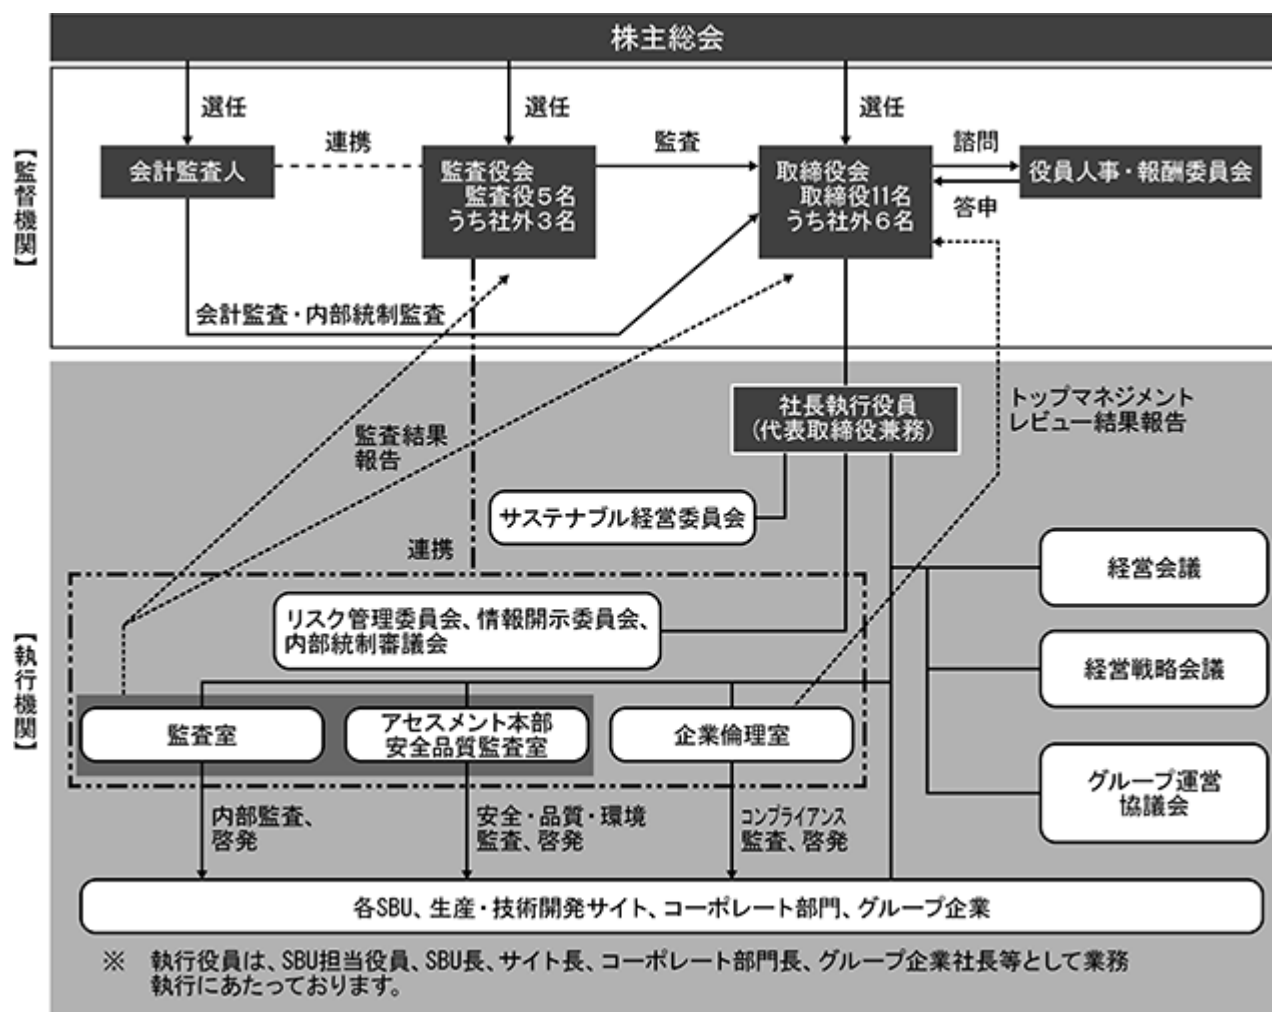 株主総会
【監督機関】
選任
選任
選任
会計監査人
連携
監査役会
監査役5名
うち社外3名
監査
取締役会
取締役11名
うち社外6名
諮問
答申
役員人事・報酬委員会
会計監査・内部統制監査
【執行機関】
社長執行役員
(代表取締役兼務)
トップマネジメント
レビュー結果報告
監査結果
報告
サステナブル経営委員会
連携
経営会議
リスク管理委員会、情報開示委員会、
内部統制審議会
経営戦略会議
監査室
アセスメント本部
安全品質監査室
企業倫理室
グループ運営
協議会
内部監査、
啓発
安全・品質・環境
監査、啓発
コンプライアンス
監査、啓発
各SBU、生産・技術開発サイト、コーポレート部門、グループ企業
※ 執行役員は、SBU担当役員、SBU長、サイト長、コーポレート部門長、グループ企業社長等として業務
執行にあたっております。